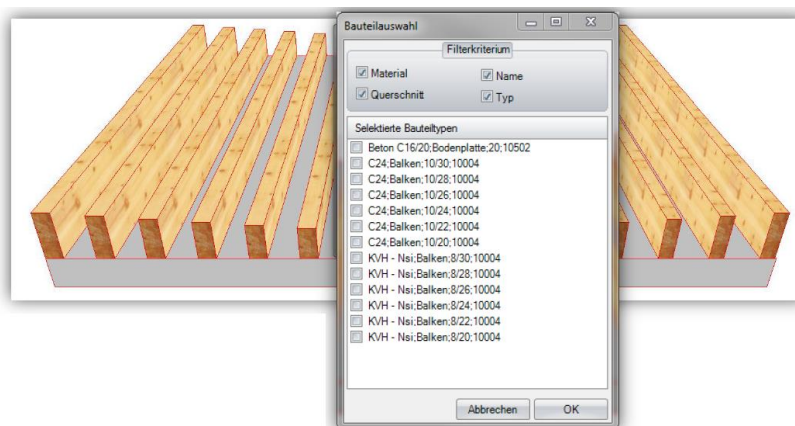 Bauteilauswahl
Filterkriterium
Material
Name
Querschnitt
Typ
Selektierte Bauteiltypen
Beton C16/20;Bodenplatte;20;10502
C24;Balken;10/30;10004
C24;Balken;10/28;10004
C24;Balken;10/26;10004
C24;Balken;10/24;10004
C24;Balken;10/22;10004
C24;Balken;10/20;10004
KVH - Nsi;Balken;8/30;10004
KVH - Nsi;Balken;8/28;10004
KVH - Nsi;Balken;8/26;10004
KVH - Nsi;Balken;8/24;10004
KVH - Nsi;Balken;8/22;10004
KVH - Nsi;Balken;8/20;10004
Abbrechen
OK